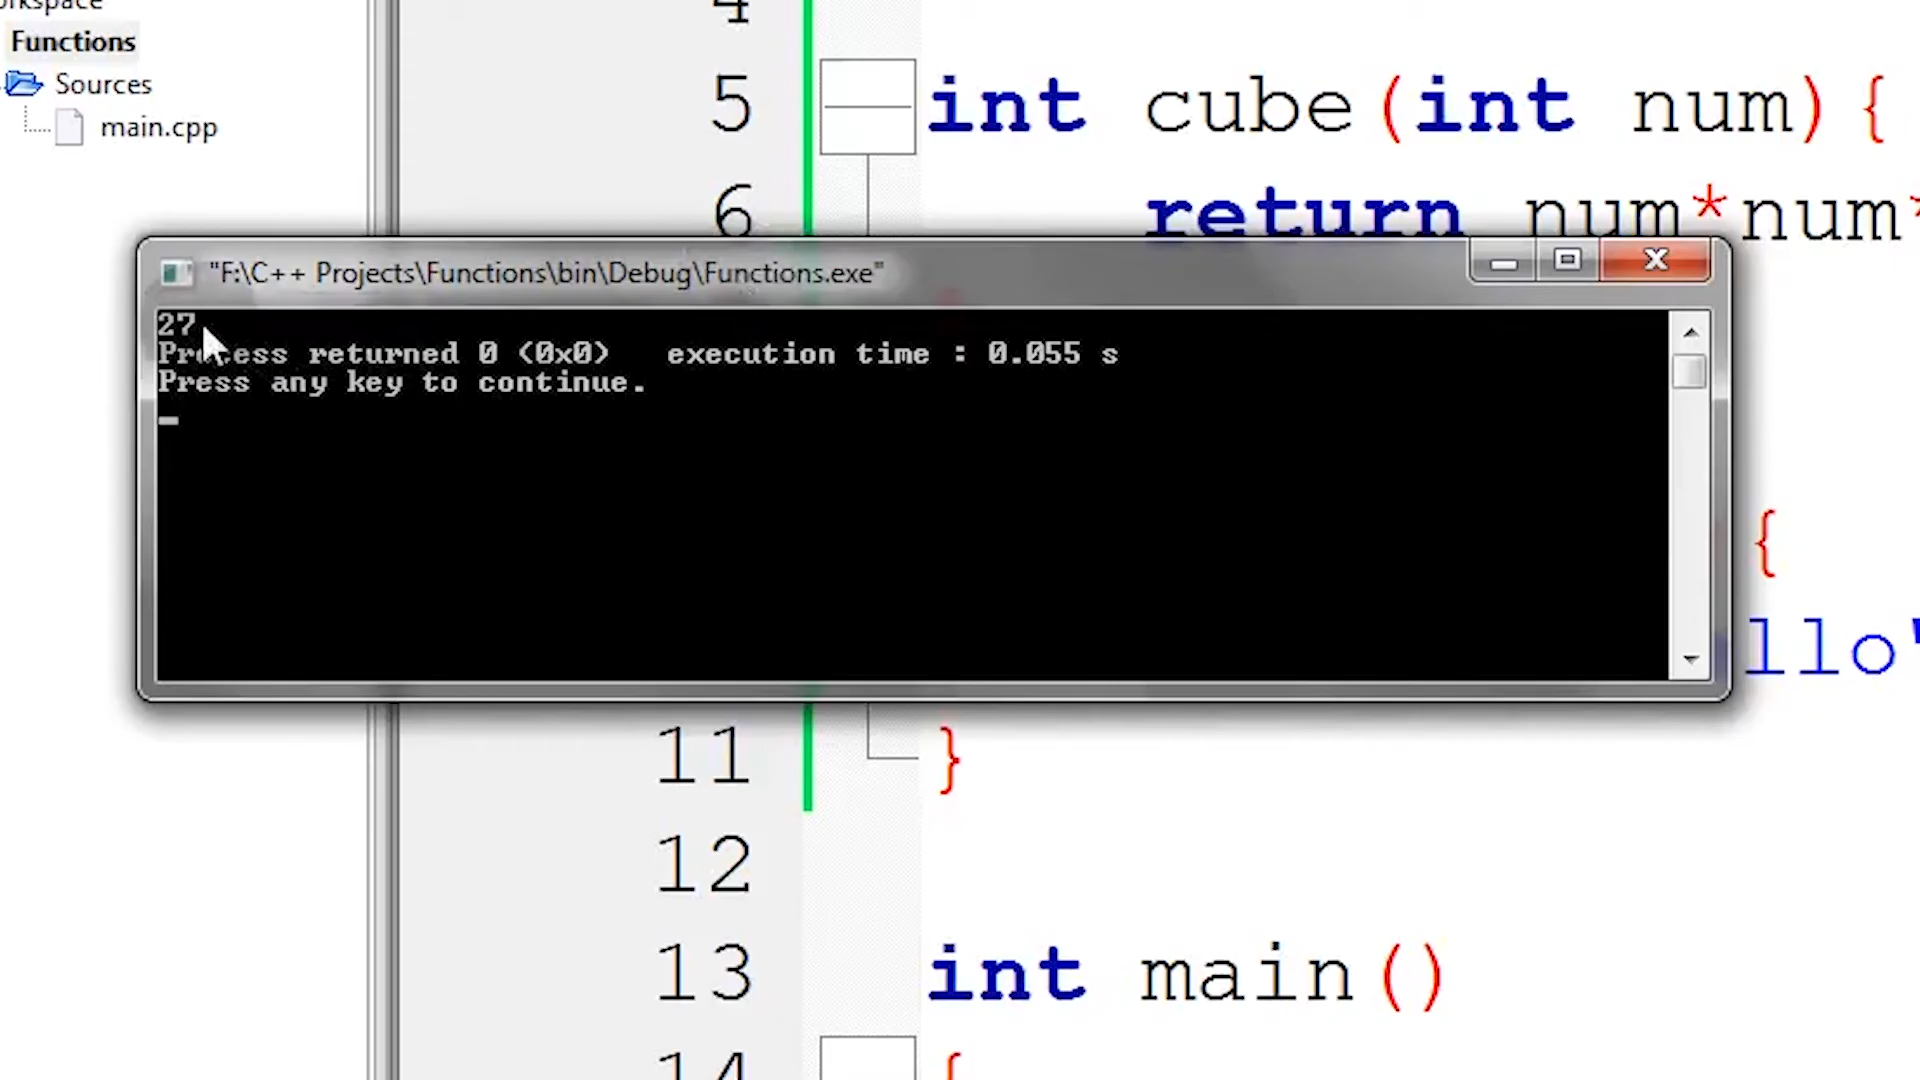 Functions
Sources
main.cpp
4
5 int cube(int num){
6 return num*num*
"F:\C++ Projects\Functions\bin\Debug\Functions.exe"
27
Process returned 0 (0x0) execution time : 0.055 s
Press any key to continue.
{
llo"
11 }
12
13 int main()
14 {